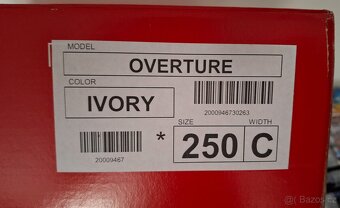 MODEL
OVERTURE
COLOR
IVORY
2000946730263
SIZE
WIDTH
20009467
*
250
C
© Bazos.cz